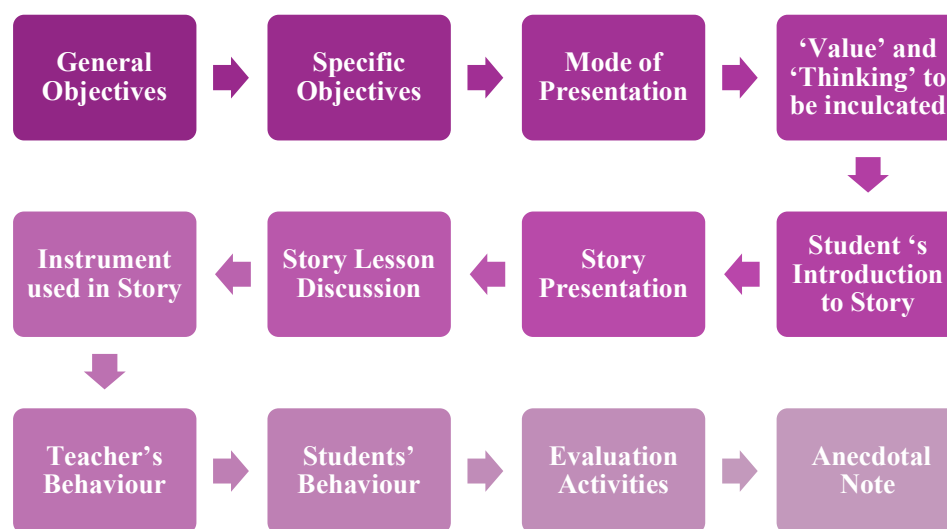 General
Objectives
Specific
Objectives
Mode of
Presentation
‘Value’ and
‘Thinking’ to
be inculcated
Student ‘s
Introduction
to Story
Story
Presentation
Story Lesson
Discussion
Instrument
used in Story
Teacher’s
Behaviour
Students’
Behaviour
Evaluation
Activities
Anecdotal
Note